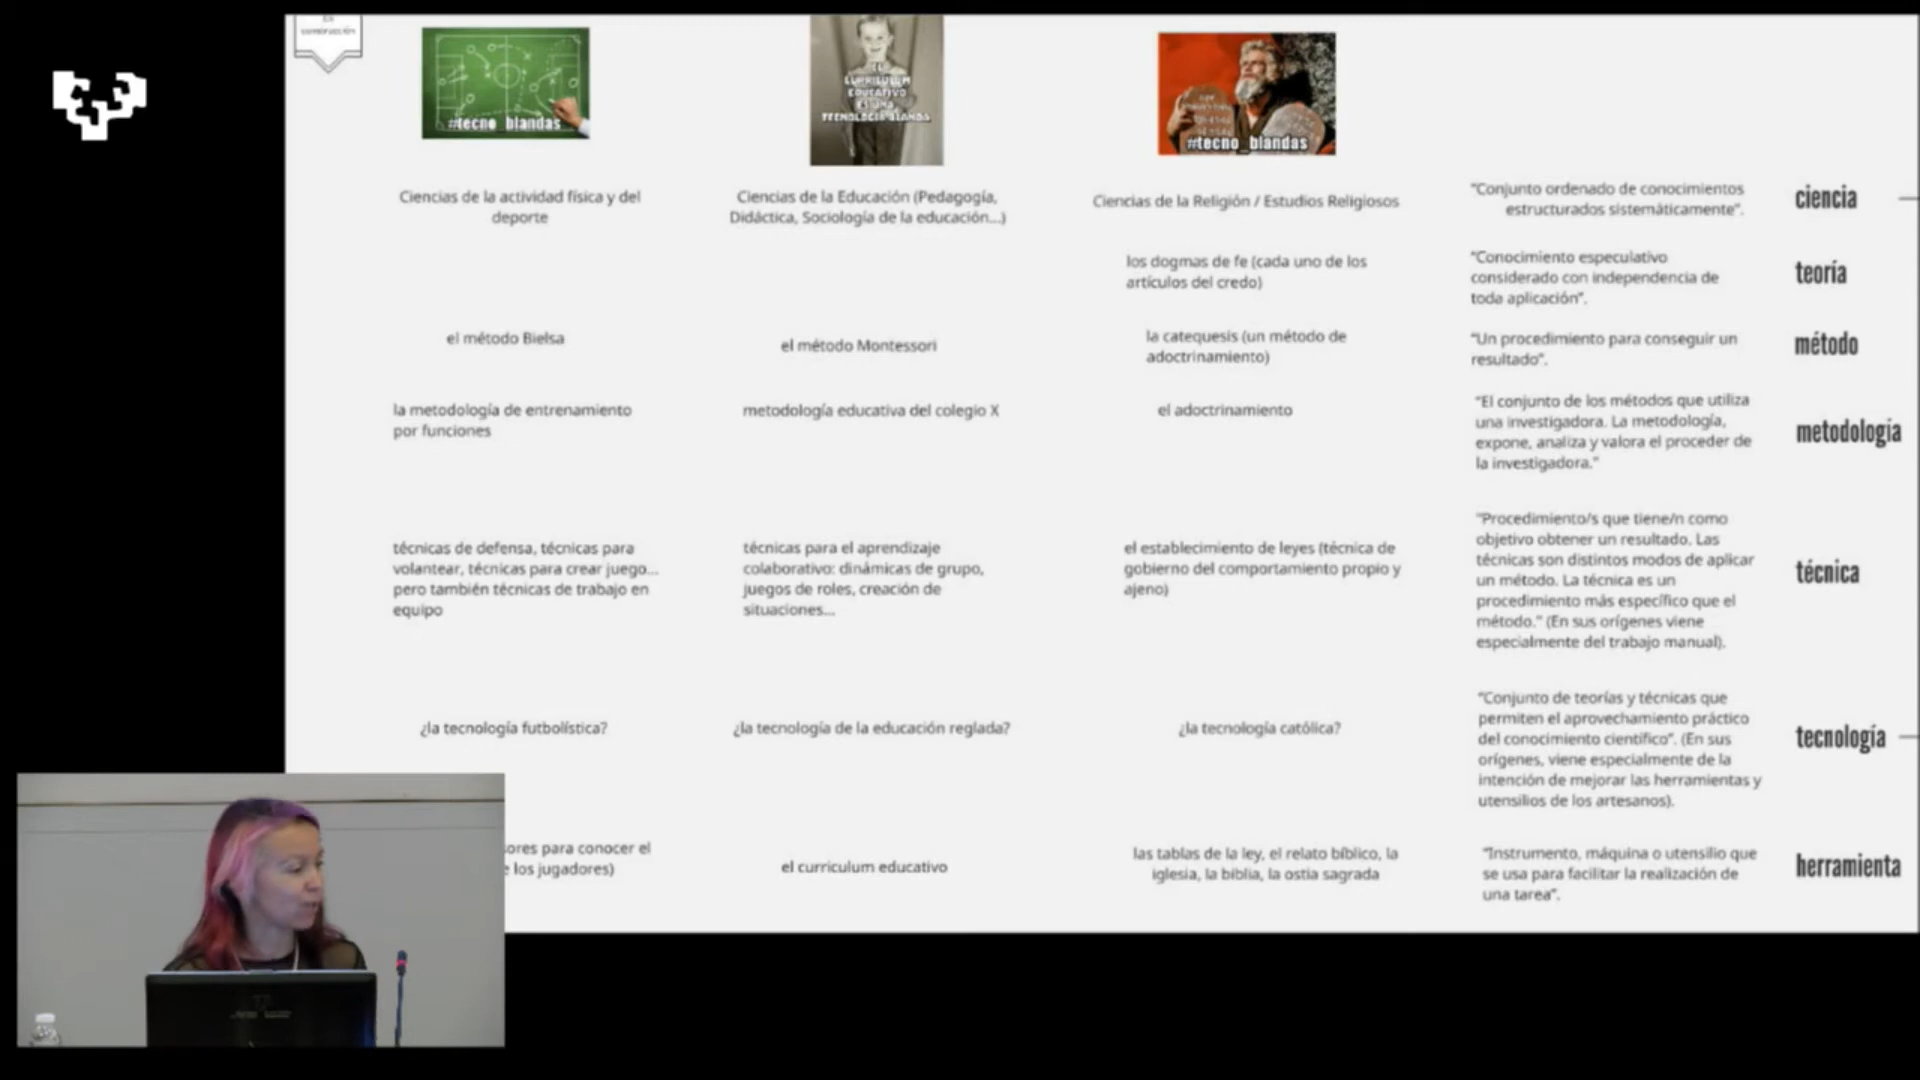 En
construcción
#tecno_blandas
EL
CURRICULUM
EDUCATIVO
ES UNA
TECNOLOGÍA BLANDA
#tecno_blandas
Ciencias de la actividad física y del
deporte
Ciencias de la Educación (Pedagogía,
Didáctica, Sociología de la educación...)
Ciencias de la Religión / Estudios Religiosos
"Conjunto ordenado de conocimientos
estructurados sistemáticamente".
ciencia
los dogmas de fe (cada uno de los
artículos del credo)
"Conocimiento especulativo
considerado con independencia de
toda aplicación".
teoría
el método Bielsa
el método Montessori
la catequesis (un método de
adoctrinamiento)
"Un procedimiento para conseguir un
resultado".
método
la metodología de entrenamiento
por funciones
metodología educativa del colegio X
el adoctrinamiento
"El conjunto de los métodos que utiliza
una investigadora. La metodología,
expone, analiza y valora el proceder de
la investigadora."
metodología
técnicas de defensa, técnicas para
volantear, técnicas para crear juego...
pero también técnicas de trabajo en
equipo
técnicas para el aprendizaje
colaborativo: dinámicas de grupo,
juegos de roles, creación de
situaciones...
el establecimiento de leyes (técnica de
gobierno del comportamiento propio y
ajeno)
"Procedimiento/s que tiene/n como
objetivo obtener un resultado. Las
técnicas son distintos modos de aplicar
un método. La técnica es un
procedimiento más específico que el
método." (En sus orígenes viene
especialmente del trabajo manual).
técnica
¿la tecnología futbolística?
¿la tecnología de la educación reglada?
¿la tecnología católica?
"Conjunto de teorías y técnicas que
permiten el aprovechamiento práctico
del conocimiento científico". (En sus
orígenes, viene especialmente de la
intención de mejorar las herramientas y
utensilios de los artesanos).
tecnología
sores para conocer el
e los jugadores)
el curriculum educativo
las tablas de la ley, el relato bíblico, la
iglesia, la biblia, la ostia sagrada
"Instrumento, máquina o utensilio que
se usa para facilitar la realización de
una tarea".
herramienta